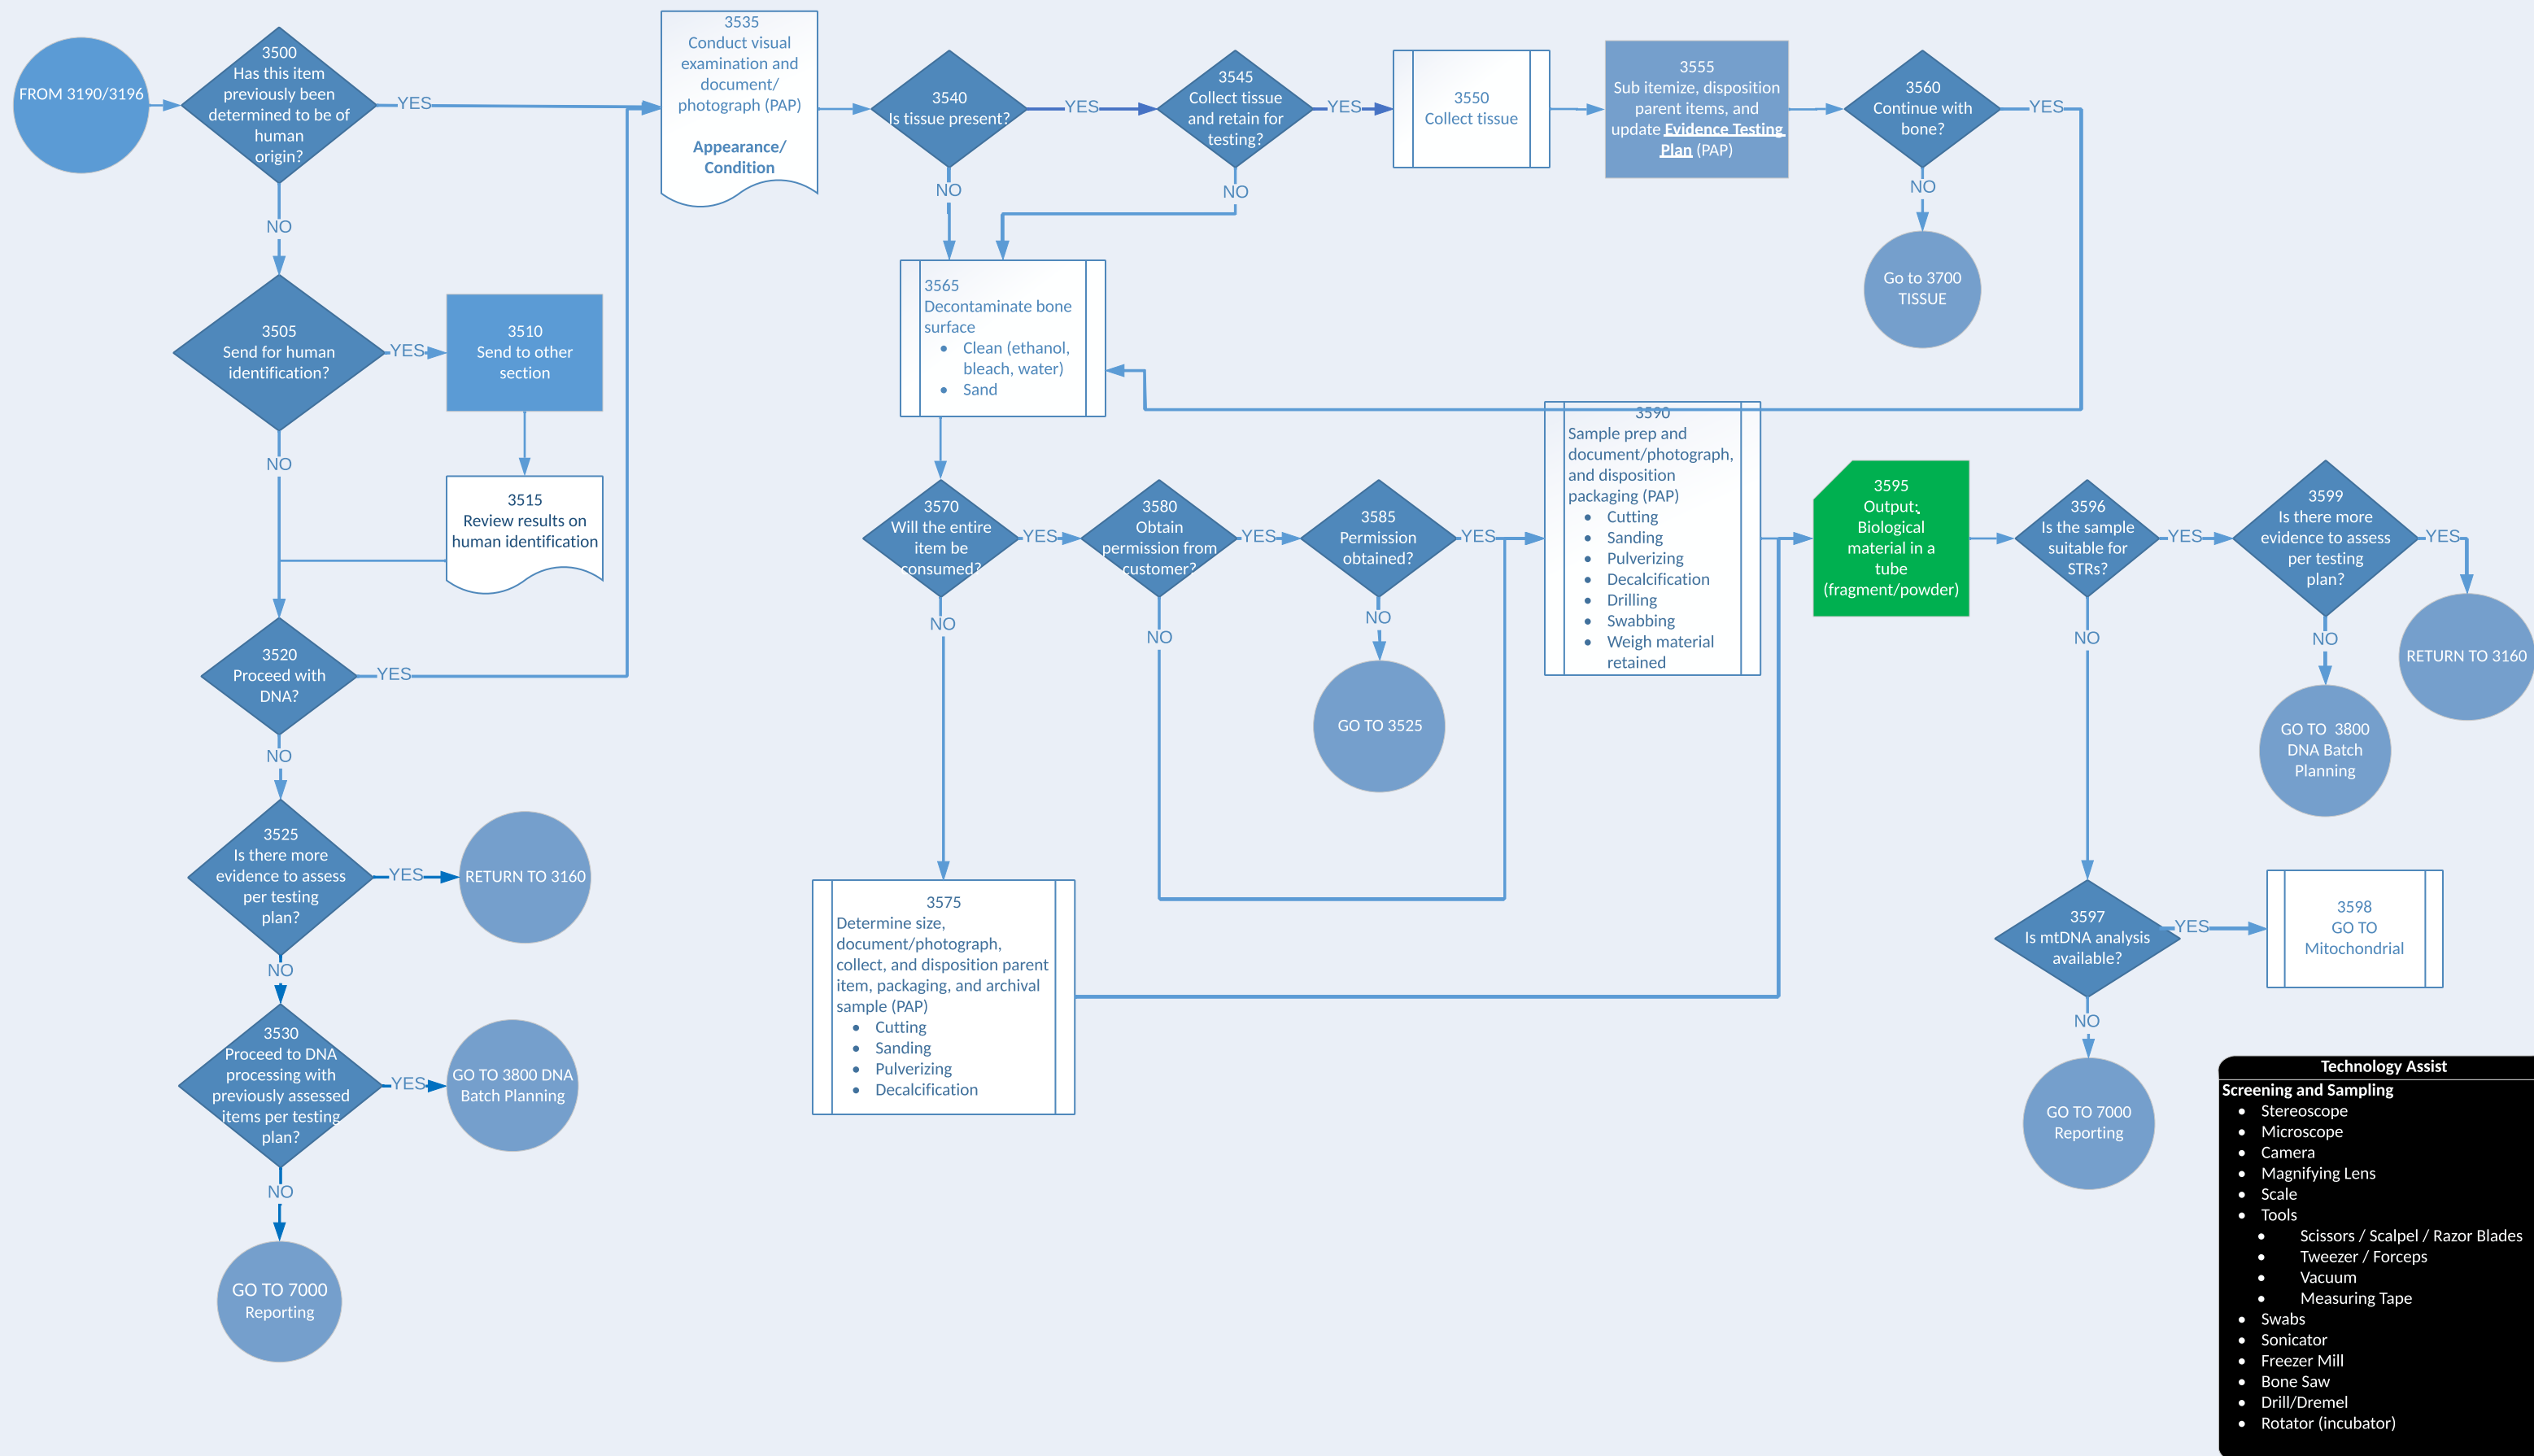 FROM 3190/3196
3500
Has this item
previously been
determined to be of
human
origin?
YES
NO
3505
Send for human
identification?
YES
NO
3510
Send to other
section
3515
Review results on
human identification
3520
Proceed with
DNA?
YES
NO
3525
Is there more
evidence to assess
per testing
plan?
YES
RETURN TO 3160
NO
3530
Proceed to DNA
processing with
previously assessed
items per testing
plan?
YES
GO TO 3800 DNA
Batch Planning
NO
GO TO 7000
Reporting
3535
Conduct visual
examination and
document/
photograph (PAP)
Appearance/
Condition
3540
Is tissue present?
YES
NO
3545
Collect tissue
and retain for
testing?
YES
NO
3550
Collect tissue
3555
Sub itemize, disposition
parent items, and
update Evidence Testing
Plan (PAP)
3560
Continue with
bone?
YES
NO
Go to 3700
TISSUE
3565
Decontaminate bone
surface
• Clean (ethanol,
bleach, water)
• Sand
3570
Will the entire
item be
consumed?
YES
NO
3575
Determine size,
document/photograph,
collect, and disposition parent
item, packaging, and archival
sample (PAP)
• Cutting
• Sanding
• Pulverizing
• Decalcification
3580
Obtain
permission from
customer?
YES
NO
3585
Permission
obtained?
YES
NO
GO TO 3525
3590
Sample prep and
document/photograph,
and disposition
packaging (PAP)
• Cutting
• Sanding
• Pulverizing
• Decalcification
• Drilling
• Swabbing
• Weigh material
retained
3595
Output:
Biological
material in a
tube
(fragment/powder)
3596
Is the sample
suitable for
STRs?
YES
NO
3599
Is there more
evidence to assess
per testing
plan?
YES
RETURN TO 3160
NO
GO TO 3800
DNA Batch
Planning
3597
Is mtDNA analysis
available?
YES
3598
GO TO
Mitochondrial
NO
GO TO 7000
Reporting
Technology Assist
Screening and Sampling
• Stereoscope
• Microscope
• Camera
• Magnifying Lens
• Scale
• Tools
• Scissors / Scalpel / Razor Blades
• Tweezer / Forceps
• Vacuum
• Measuring Tape
• Swabs
• Sonicator
• Freezer Mill
• Bone Saw
• Drill/Dremel
• Rotator (incubator)